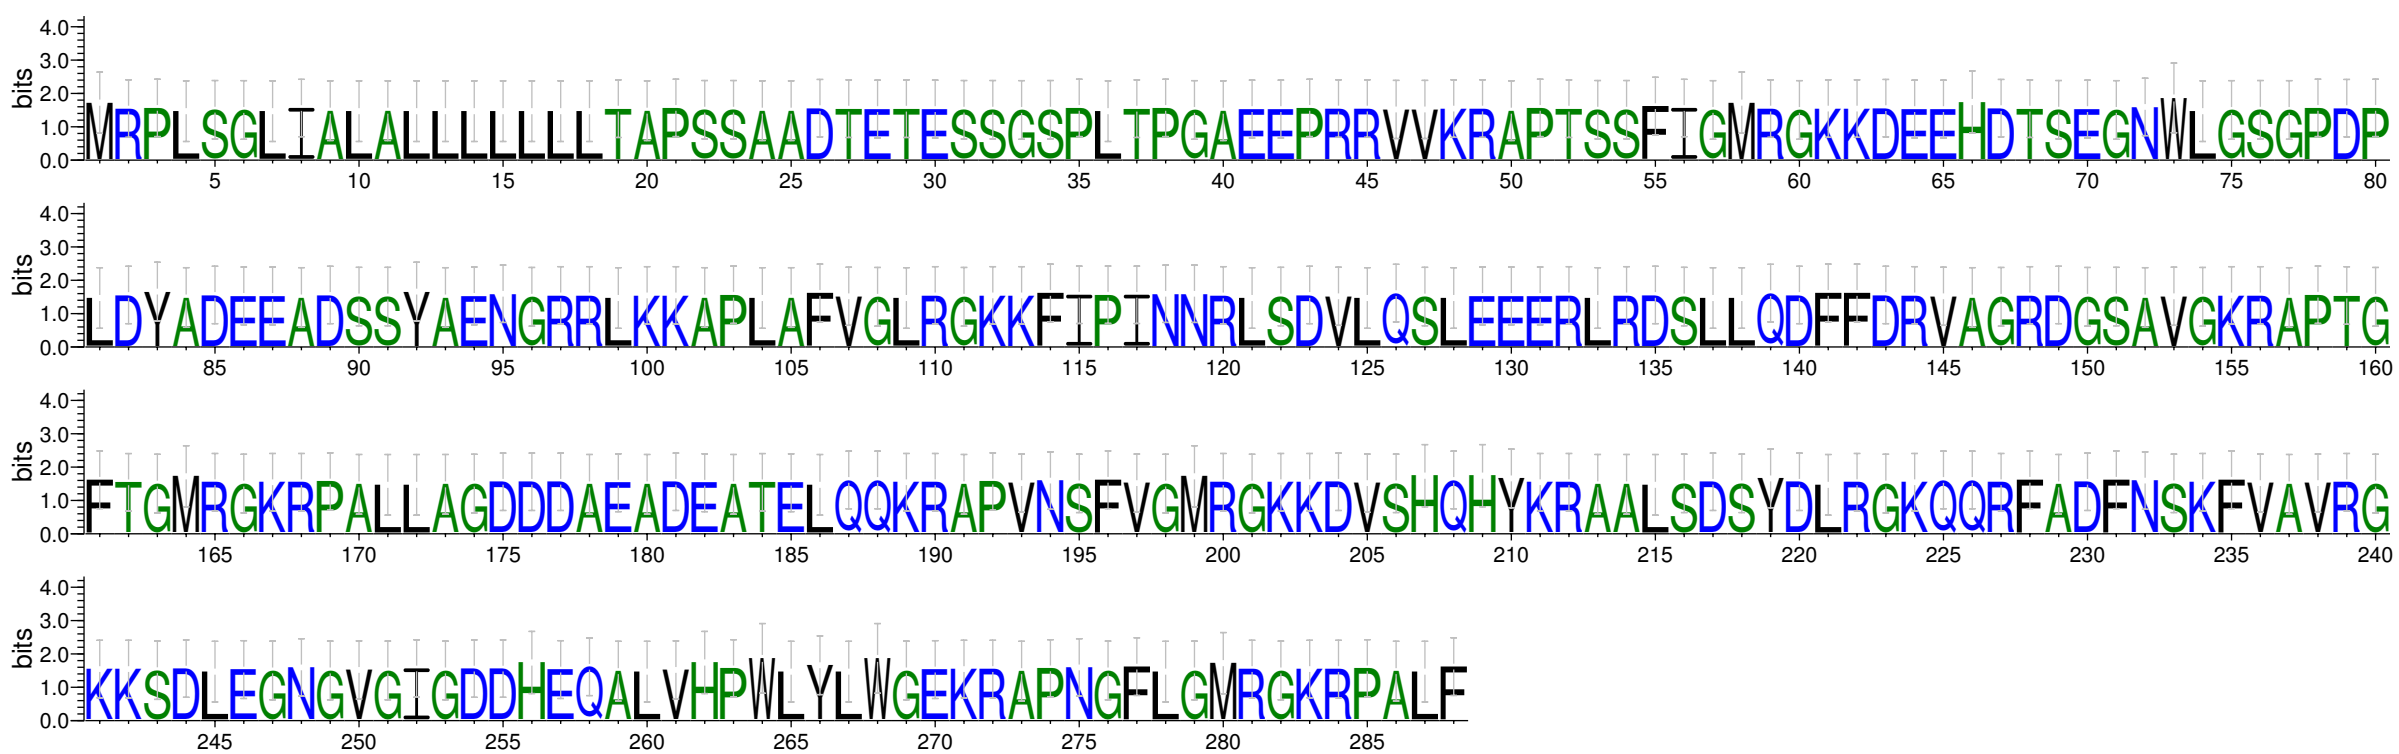 4.0
3.0
2.0
1.0
0.0
bits
MRPLSGLIALALLLLLLLTAPSSAADTETESSGSPLTPGAEEPRRVVKRAPTSSFIGMRGKKDEEHDTSEGNWLGSGPDP
5 10 15 20 25 30 35 40 45 50 55 60 65 70 75 80
4.0
3.0
2.0
1.0
0.0
bits
LDYADEEADSSYAENGRRLKKAPLAFVGLRGKKFIPINNRLSDVLQSLEEERLRDSLLQDFFDRVAGRDGSAVGKRAPTG
85 90 95 100 105 110 115 120 125 130 135 140 145 150 155 160
4.0
3.0
2.0
1.0
0.0
bits
FTGMRGKRPALLAGDDDAEADEATELQQKRAPVNSFVGMRGKKDVSHQHYKRAALSDSYDLRGKQQRFADFNSKFVAVRG
165 170 175 180 185 190 195 200 205 210 215 220 225 230 235 240
4.0
3.0
2.0
1.0
0.0
bits
KKSDLEGNGVGIGDDHEQALVHPWLYLWGEKRAPNGFLGMRGKRPALF
245 250 255 260 265 270 275 280 285